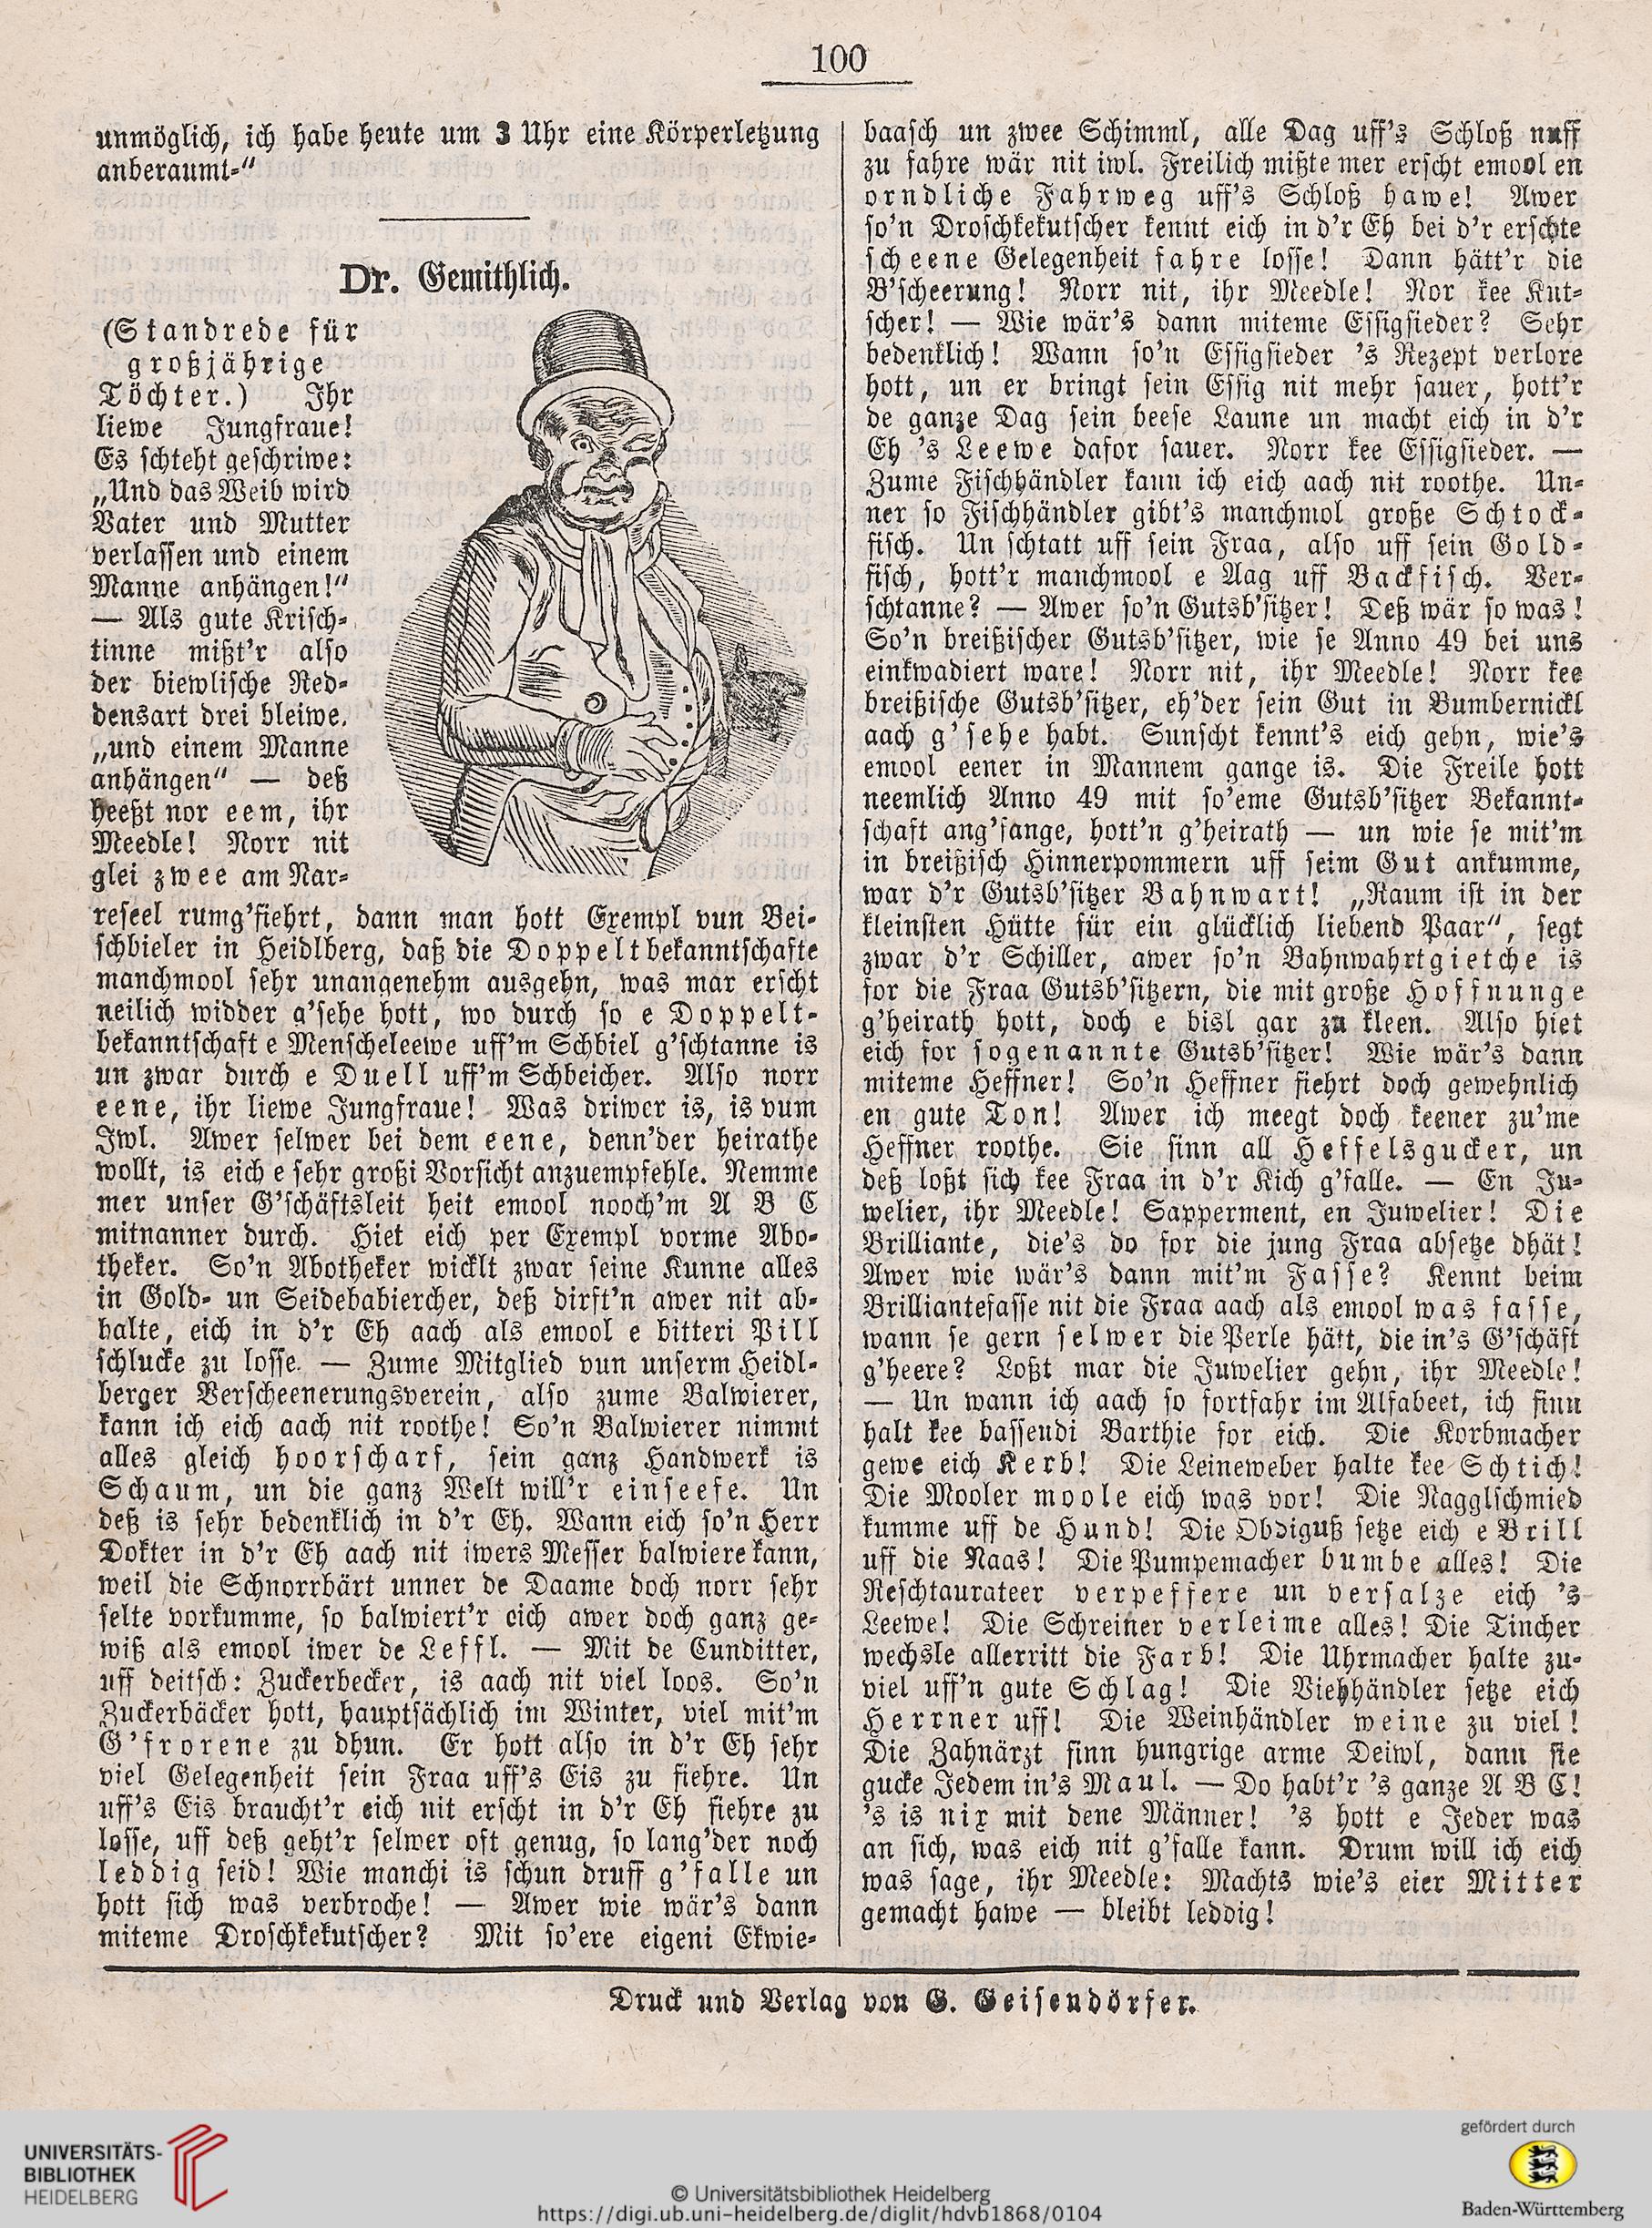 100
unmöglich, ich habe heute um 3 Uhr eine Körperletzung
anberaumt-“
Dr. Gemithlich.
(Standrede für
großjährige
Töchter.) Ihr
liewe Jungfraue!
Es schteht geschriwe:
„Und das Weib wird
Vater und Mutter
verlassen und einem
Manne anhängen!“
— Als gute Krisch-
tinne mißt'r also
der biewlische Red-
densart drei bleiwe.
„und einem Manne
anhängen“ — deß
heeßt nor eem, ihr
Meedle! Norr nit
glei zwee am Nar-
reseel rumg'fiehrt, dann man hott Exempl vun Bei-
schbieler in Heidlberg, daß die Doppeltbekanntschafte
manchmool sehr unangenehm ausgehn, was mar erscht
neilich widder g'sehe hott, wo durch so e Doppelt-
bekanntschaft e Menscheleewe uff'm Schbiel g'schtanne is
un zwar durch e Duell uff'm Schbeicher. Also norr
eene, ihr liewe Jungfraue! Was driwer is, is vum
Iwl. Awer selwer bei dem eene, denn'der heirathe
wollt, is eich e sehr großi Vorsicht anzuempfehle. Nemme
mer unser G'schäftsleit heit emool nooch'm A B C
mitnanner durch. Hiet eich per Exempl vorme Abo-
theker. So'n Abotheker wicklt zwar seine Kunne alles
in Gold- un Seidebabiercher, deß dirft'n awer nit ab-
halte, eich in d'r Eh aach als emool e bitteri Pill
schlucke zu losse. — Zume Mitglied vun unserm Heidl-
berger Verscheenerungsverein, also zume Balwierer,
kann ich eich aach nit roothe! So'n Balwierer nimmt
alles gleich hoorscharf, sein ganz Handwerk is
Schaum, un die ganz Welt will'r einseefe. Un
deß is sehr bedenklich in d'r Eh. Wann eich so'n Herr
Dokter in d'r Eh aach nit iwers Messer balwiere kann,
weil die Schnorrbärt unner de Daame doch norr sehr
selte vorkumme, so balwiert'r eich awer doch ganz ge-
wiß als emool iwer de Leffl. — Mit de Cunditter,
uff deitsch: Zuckerbecker, is aach nit viel loos. So'n
Zuckerbäcker hott, hauptsächlich im Winter, viel mit'm
G'frorene zu dhun. Er hott also in d'r Eh sehr
viel Gelegenheit sein Fraa uff's Eis zu fiehre. Un
uff's Eis braucht'r eich nit erscht in d'r Eh fiehre zu
losse, uff deß geht'r selwer oft genug, so lang'der noch
leddig seid! Wie manchi is schun druff g'falle un
hott sich was verbroche! — Awer wie wär's dann
miteme Droschkekutscher? Mit so'ere eigeni Ekwie-
baasch un zwee Schimml, alle Dag uff's Schloß nuff
zu fahre wär nit iwl. Freilich mißte mer erscht emool en
orndliche Fahrweg uff's Schloß hawe! Awer
so'n Droschkekutscher kennt eich in d'r Eh bei d'r erschte
scheene Gelegenheit fahre losse! Dann hätt'r die
B'scheerung! Norr nit, ihr Meedle! Nor kee Kut-
scher! — Wie wär's dann miteme Essigsieder? Sehr
bedenklich! Wann so'n Essigsieder 's Rezept verlore
hott, un er bringt sein Essig nit mehr sauer, hott'r
de ganze Dag sein beese Laune un macht eich in d'r
Eh 's Leewe dafor sauer. Norr kee Essigsieder. —
Zume Fischhändler kann ich eich aach nit roothe. Un-
ner so Fischhändler gibt's manchmol große Schtock-
fisch. Un schtatt uff sein Fraa, also uff sein Gold-
fisch, hott'r manchmool e Aag uff Backfisch. Ver-
schtanne? — Awer so'n Gutsb'sitzer! Deß wär so was!
So'n breißischer Gutsb'sitzer, wie se Anno 49 bei uns
einkwadiert ware! Norr nit, ihr Meedle! Norr kee
breißische Gutsb'sitzer, eh'der sein Gut in Bumbernickl
aach g'sehe habt. Sunscht kennt's eich gehn, wie's
emool eener in Mannem gange is. Die Freile hott
neemlich Anno 49 mit so'eme Gutsb'sitzer Bekannt-
schaft ang'fange, hott'n g'heirath — un wie se mit'm
in breißisch Hinnerpommern uff seim Gut ankumme,
war d'r Gutsb'sitzer Bahnwart! „Raum ist in der
kleinsten Hütte für ein glücklich liebend Paar“, segt
zwar d'r Schiller, awer so'n Bahnwahrtgietche is
for die Fraa Gutsb'sitzern, die mit große Hoffnunge
g'heirath hott, doch e bisl gar zu kleen. Also hiet
eich for sogenannte Gutsb'sitzer! Wie wär's dann
miteme Heffner! So'n Heffner fiehrt doch gewehnlich
en gute Ton! Awer ich meegt doch keener zu'me
Heffner roothe. Sie sinn all Heffelsgucker, un
deß loßt sich kee Fraa in d'r Kich g'falle. — En Ju-
welier, ihr Meedle! Sapperment, en Juwelier! Die
Brilliante, die's do for die jung Fraa absetze dhät!
Awer wie wär's dann mit'm Fasse? Kennt beim
Brilliantefasse nit die Fraa aach als emool was fasse,
wann se gern selwer die Perle hätt, die in's G'schäft
g'heere? Loßt mar die Juwelier gehn, ihr Meedle!
— Un wann ich aach so fortfahr im Alfabeet, ich finn
halt kee bassendi Barthie for eich. Die Korbmacher
gewe eich Kerb! Die Leineweber halte kee Schtich!
Die Mooler moole eich was vor! Die Nagglschmied
kumme uff de Hund! Die Obdiguß setze eich e Brill
uff die Naas! Die Pumpemacher bumbe alles! Die
Reschtaurateer verpeffere un versalze eich 's
Leewe! Die Schreiner verleime alles! Die Tincher
wechsle allerritt die Farb! Die Uhrmacher halte zu-
viel uff'n gute Schlag! Die Viehhändler setze eich
Herrner uff! Die Weinhändler weine zu viel!
Die Zahnärzt sinn hungrige arme Deiwl, dann sie
gucke Jedem in's Maul. — Do habt'r 's ganze A B C!
's is nix mit dene Männer! 's hott e Jeder was
an sich, was eich nit g'falle kann. Drum will ich eich
was sage, ihr Meedle: Machts wie's eier Mitter
gemacht hawe — bleibt leddig!
Druck und Verlag von G. Geisendörfer.
UNIVERSITÄTS-
BIBLIOTHEK
HEIDELBERG
© Universitätsbibliothek Heidelberg
https://digi.ub.uni-heidelberg.de/diglit/hdvb1868/0104
gefördert durch
Baden-Württemberg